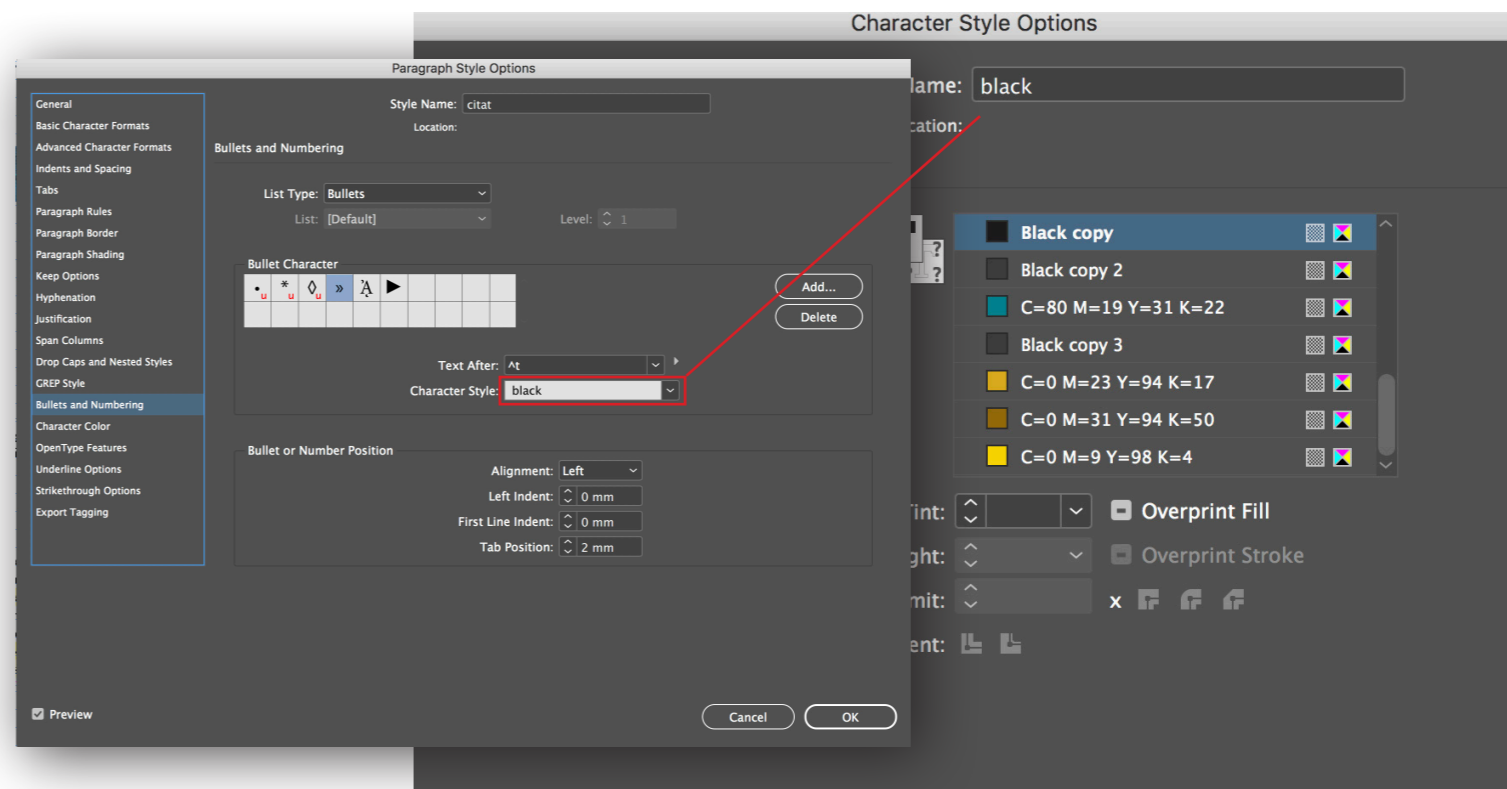 Character Style Options
lame: black
cation:
Black copy
Black copy 2
C=80 M=19 Y=31 K=22
Black copy 3
C=0 M=23 Y=94 K=17
C=0 M=31 Y=94 K=50
C=0 M=9 Y=98 K=4
Tint: Overprint Fill
ght: Overprint Stroke
mit: x
ent:
Paragraph Style Options
General
Basic Character Formats
Advanced Character Formats
Indents and Spacing
Tabs
Paragraph Rules
Paragraph Border
Paragraph Shading
Keep Options
Hyphenation
Justification
Span Columns
Drop Caps and Nested Styles
GREP Style
Bullets and Numbering
Character Color
OpenType Features
Underline Options
Strikethrough Options
Export Tagging
Style Name: citat
Location:
Bullets and Numbering
List Type: Bullets
List: [Default] Level: 1
Bullet Character
•u *u ◊u » Ἄ ▶
Add...
Delete
Text After: ^t
Character Style: black
Bullet or Number Position
Alignment: Left
Left Indent: 0 mm
First Line Indent: 0 mm
Tab Position: 2 mm
Preview
Cancel OK